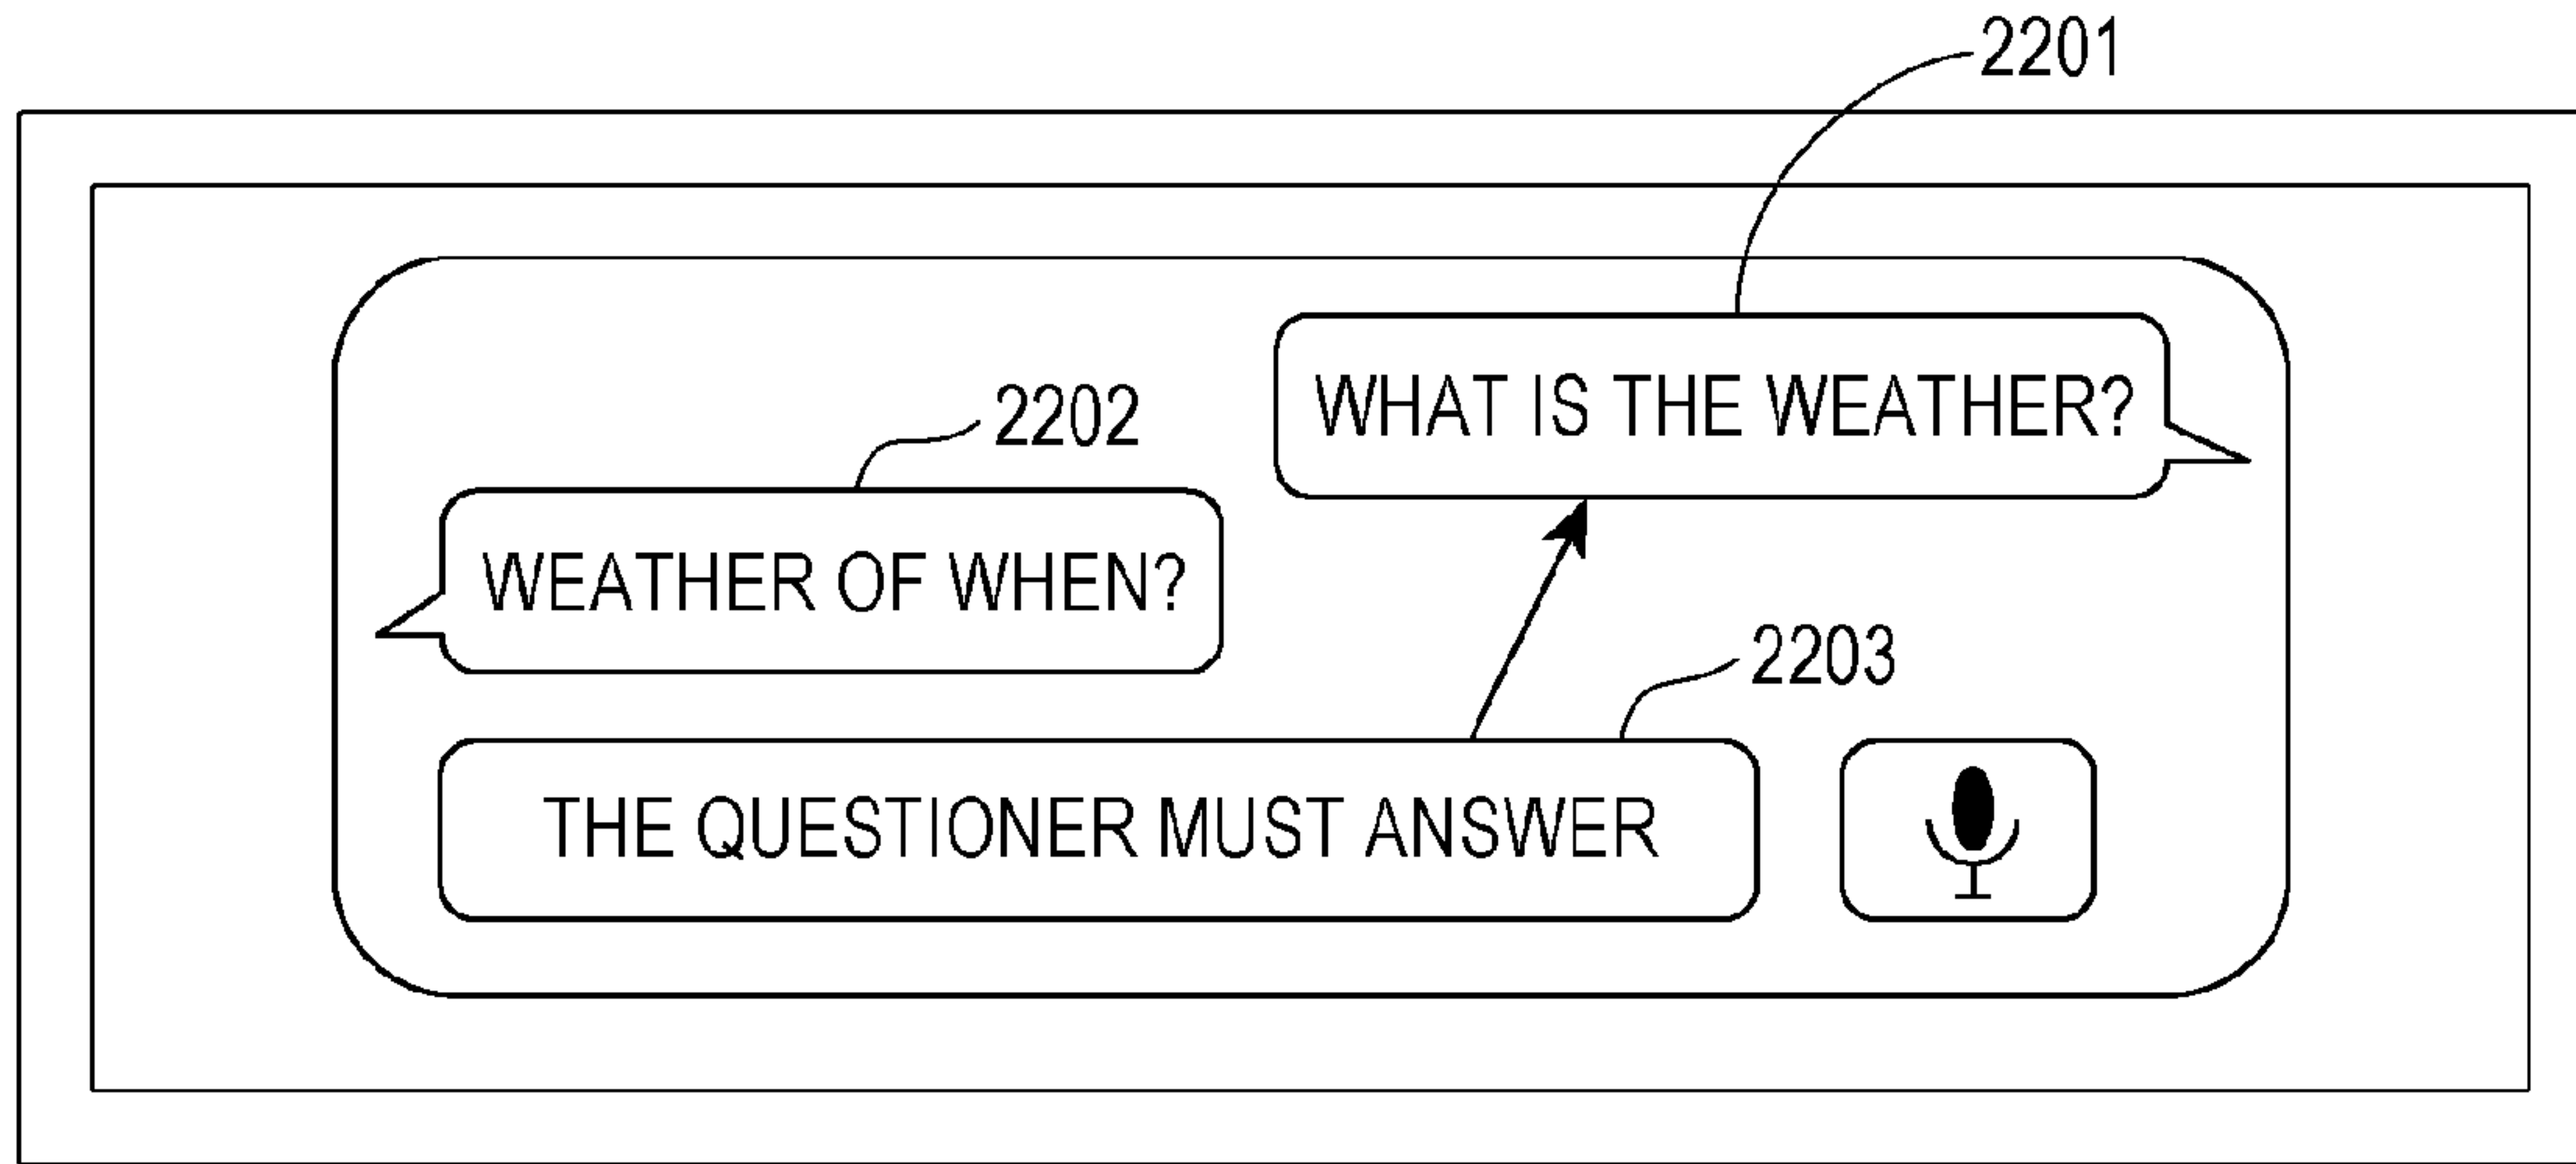 2201
WHAT IS THE WEATHER?
2202
WEATHER OF WHEN?
2203
THE QUESTIONER MUST ANSWER